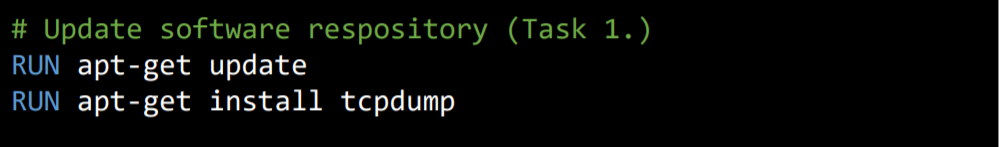 # Update software respository (Task 1.)
RUN apt-get update
RUN apt-get install tcpdump